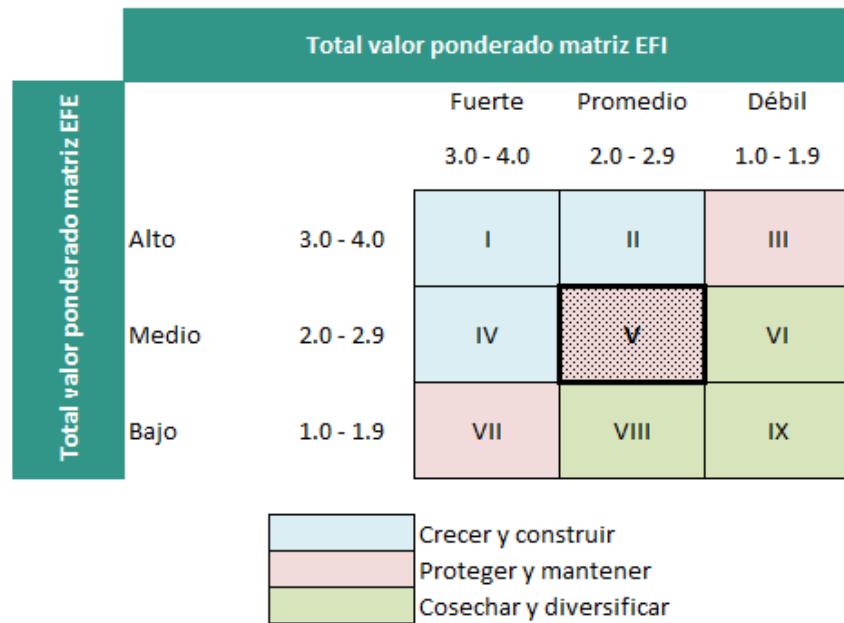 Total valor ponderado matriz EFI
Total valor ponderado matriz EFE
Fuerte Promedio Débil
3.0 - 4.0 2.0 - 2.9 1.0 - 1.9
Alto 3.0 - 4.0 I II III
Medio 2.0 - 2.9 IV V VI
Bajo 1.0 - 1.9 VII VIII IX
Crecer y construir
Proteger y mantener
Cosechar y diversificar